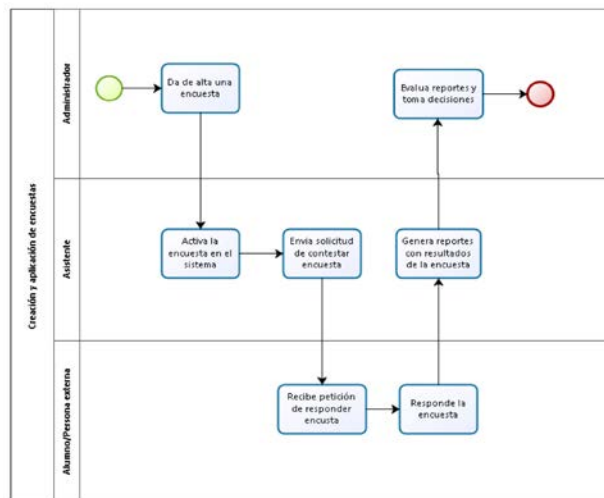 Creación y aplicación de encuestas
Administrador
Da de alta una
encuesta
Evalua reportes y
toma decisiones
Asistente
Activa la
encuesta en el
sistema
Envia solicitud
de contestar
encuesta
Genera reportes
con resultados
de la encuesta
Alumno/Persona externa
Recibe petición
de responder
encusta
Responde la
encuesta